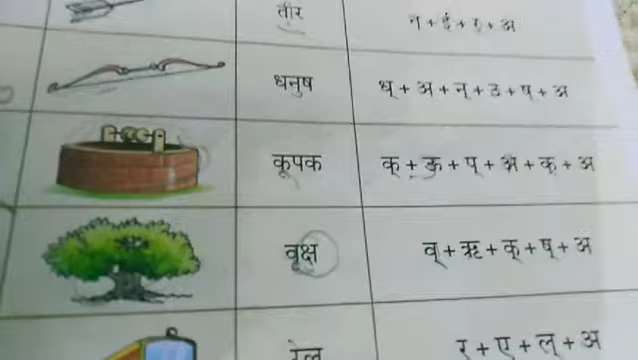 तीर त + ई + र् + अ
धनुष ध् + अ + न् + उ + ष् + अ
कूपक क् + ऊ + प् + अ + क् + अ
वृक्ष व् + ऋ + क् + ष् + अ
रेल र् + ए + ल् + अ